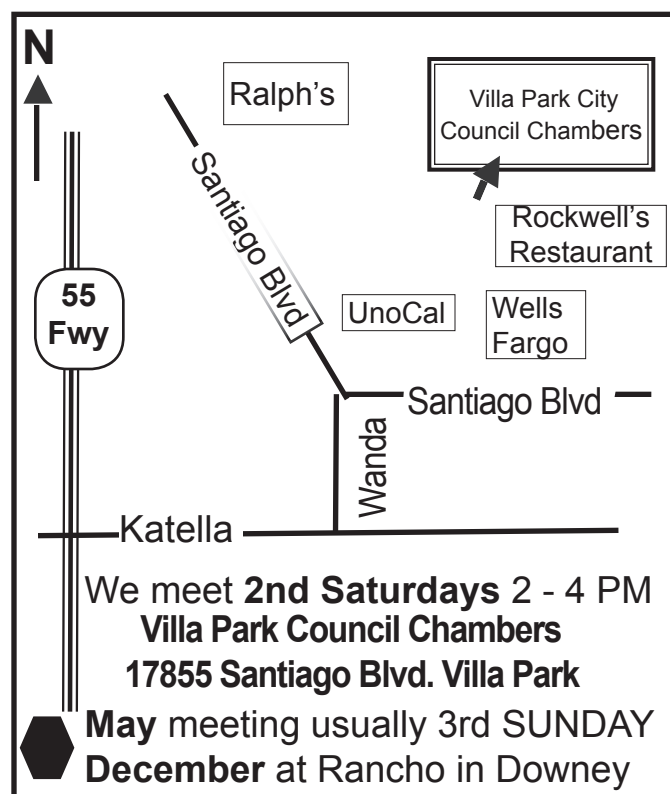 N
Ralph's
Villa Park City
Council Chambers
Santiago Blvd
Rockwell's
Restaurant
55
Fwy
UnoCal
Wells
Fargo
Santiago Blvd
Wanda
Katella
We meet 2nd Saturdays 2 - 4 PM
Villa Park Council Chambers
17855 Santiago Blvd. Villa Park
May meeting usually 3rd SUNDAY
December at Rancho in Downey